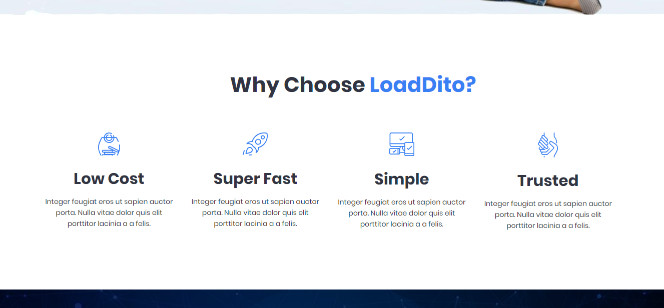 Why Choose LoadDito?
Low Cost
Integer feugiat eros ut sapien auctor
porta. Nulla vitae dolor quis elit
porttitor lacinia a a felis.
Super Fast
Integer feugiat eros ut sapien auctor
porta. Nulla vitae dolor quis elit
porttitor lacinia a a felis.
Simple
Integer feugiat eros ut sapien auctor
porta. Nulla vitae dolor quis elit
porttitor lacinia a a felis.
Trusted
Integer feugiat eros ut sapien auctor
porta. Nulla vitae dolor quis elit
porttitor lacinia a a felis.